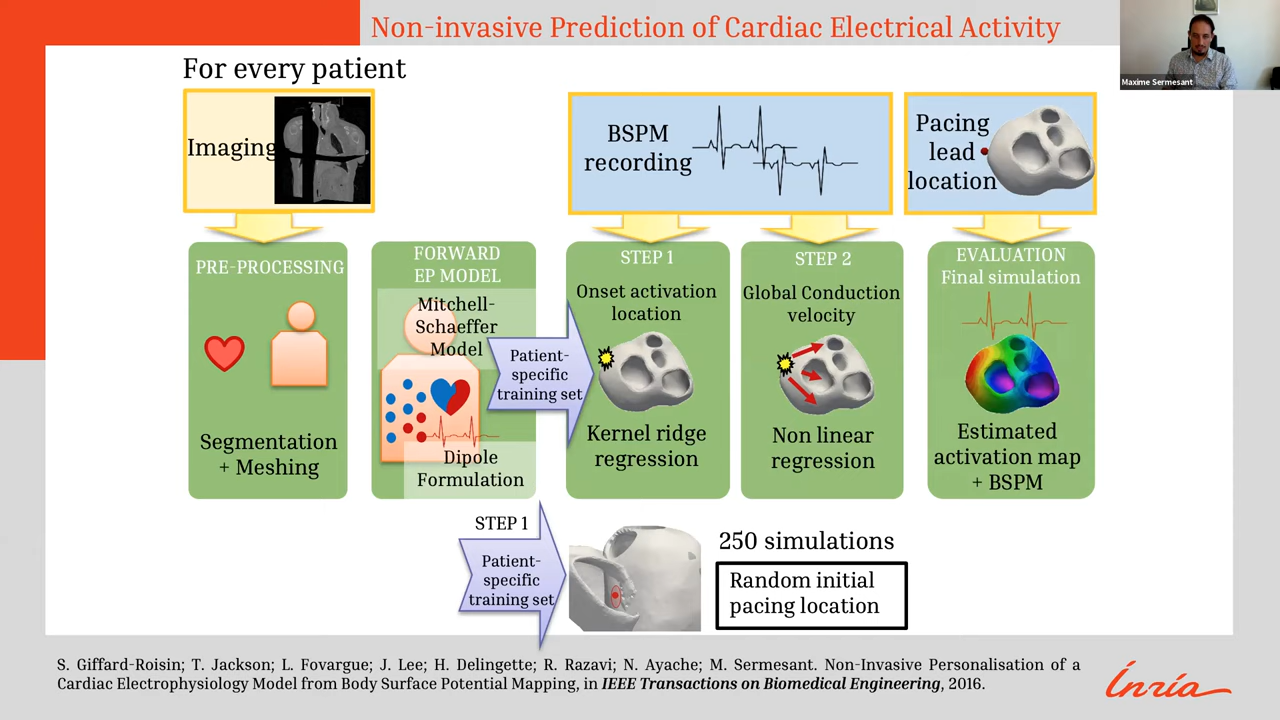 Non-invasive Prediction of Cardiac Electrical Activity
Maxime Sermesant
For every patient
Imaging
BSPM
recording
Pacing
lead
location
PRE-PROCESSING
Segmentation
+ Meshing
FORWARD
EP MODEL
Mitchell-
Schaeffer
Model
Dipole
Formulation
Patient-
specific
training set
STEP 1
Onset activation
location
Kernel ridge
regression
STEP 2
Global Conduction
velocity
Non linear
regression
EVALUATION
Final simulation
Estimated
activation map
+ BSPM
STEP 1
Patient-
specific
training set
250 simulations
Random initial
pacing location
S. Giffard-Roisin; T. Jackson; L. Fovargue; J. Lee; H. Delingette; R. Razavi; N. Ayache; M. Sermesant. Non-Invasive Personalisation of a
Cardiac Electrophysiology Model from Body Surface Potential Mapping, in IEEE Transactions on Biomedical Engineering, 2016.
Inria